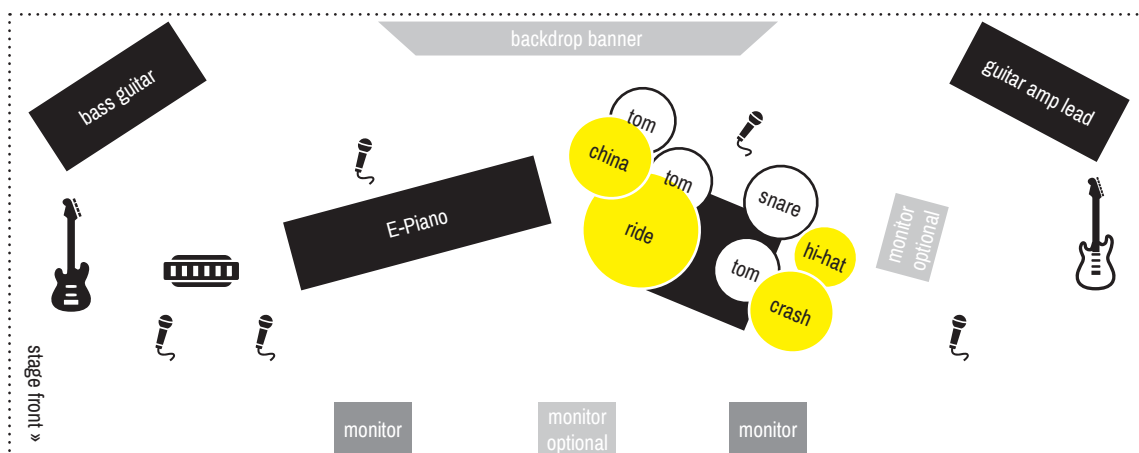 backdrop banner
bass guitar
guitar amp lead
tom
china
tom
snare
E-Piano
ride
hi-hat
monitor
optional
tom
crash
stage front »
monitor
monitor
optional
monitor